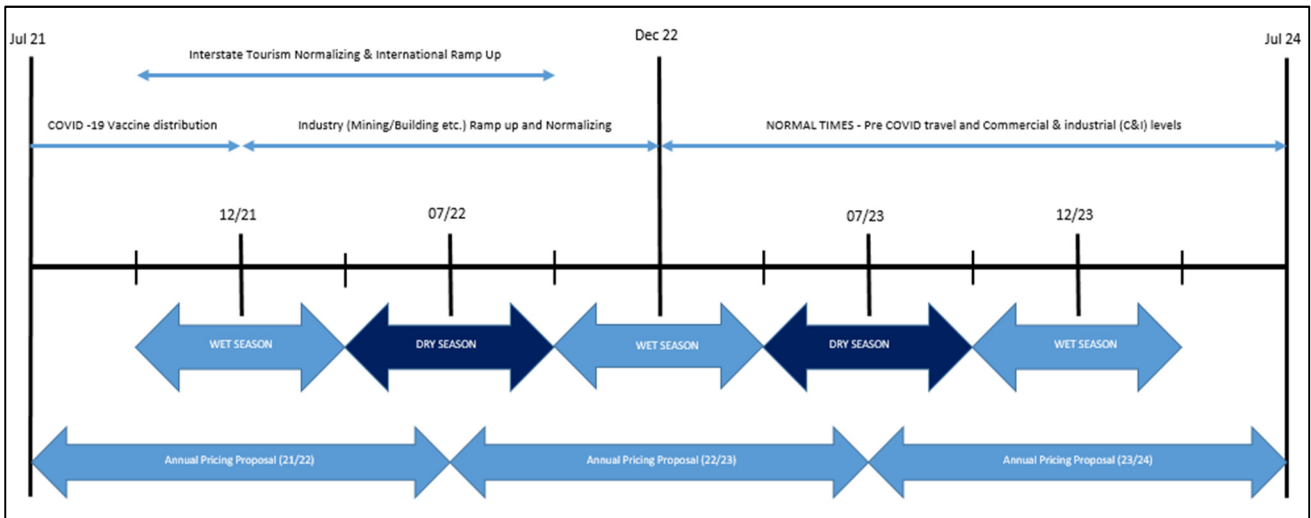 Jul 21
Dec 22
Jul 24
Interstate Tourism Normalizing & International Ramp Up
COVID -19 Vaccine distribution
Industry (Mining/Building etc.) Ramp up and Normalizing
NORMAL TIMES - Pre COVID travel and Commercial & industrial (C&I) levels
12/21
07/22
07/23
12/23
WET SEASON
DRY SEASON
WET SEASON
DRY SEASON
WET SEASON
Annual Pricing Proposal (21/22)
Annual Pricing Proposal (22/23)
Annual Pricing Proposal (23/24)